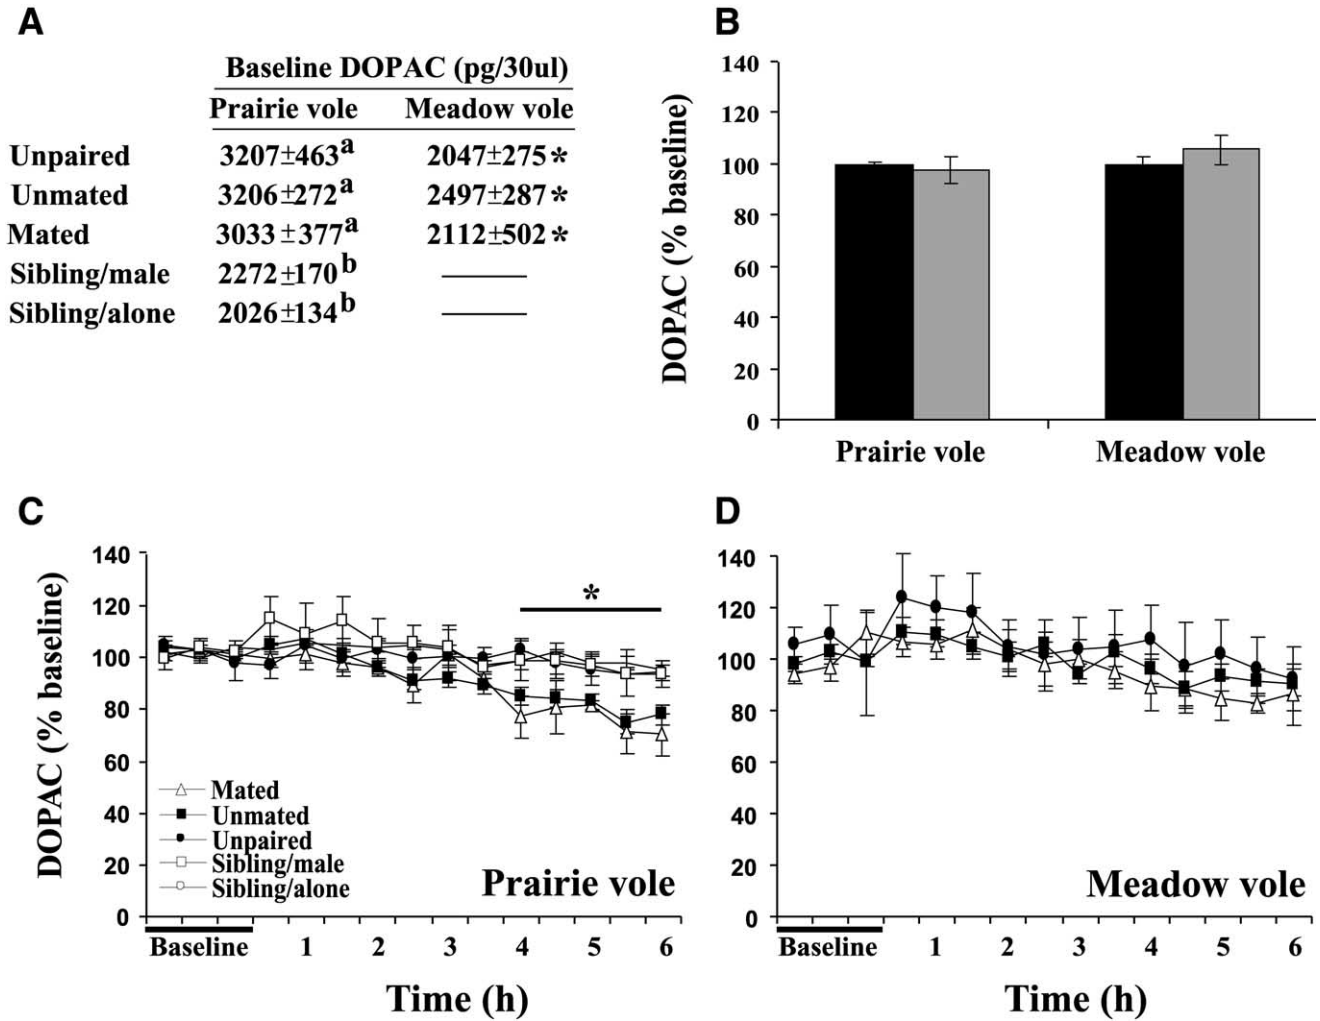 A
Baseline DOPAC (pg/30ul)
Prairie vole Meadow vole
Unpaired 3207±463a 2047±275*
Unmated 3206±272a 2497±287*
Mated 3033±377a 2112±502*
Sibling/male 2272±170b
Sibling/alone 2026±134b
B
DOPAC (% baseline)
140
120
100
80
60
40
20
0
Prairie vole Meadow vole
C
DOPAC (% baseline)
140
120
100
80
60
40
20
0
*
Mated
Unmated
Unpaired
Sibling/male
Sibling/alone
Prairie vole
Baseline 1 2 3 4 5 6
Time (h)
D
140
120
100
80
60
40
20
0
Meadow vole
Baseline 1 2 3 4 5 6
Time (h)